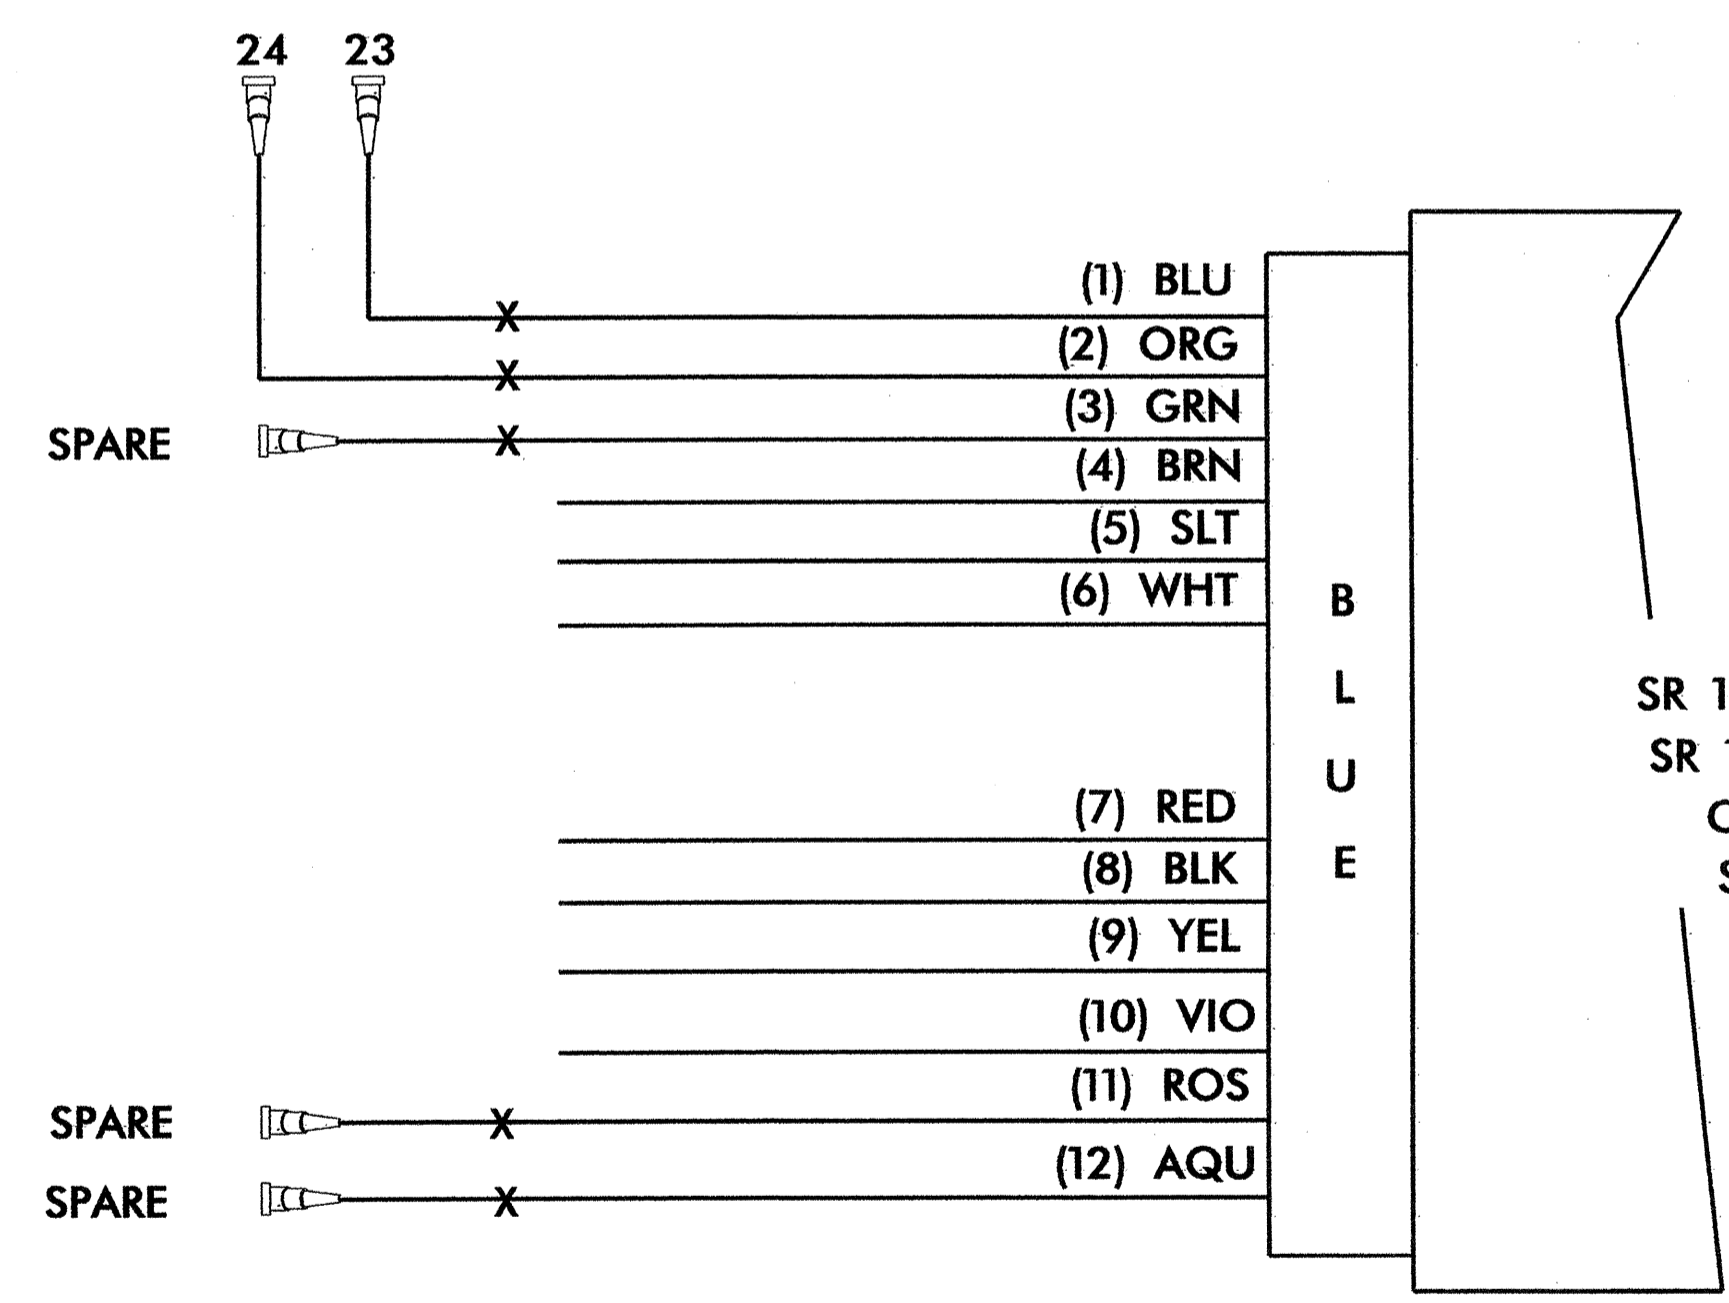 24 23
(1) BLU
X
(2) ORG
X
(3) GRN
SPARE X
(4) BRN
(5) SLT
(6) WHT
B
L
U
E
SR 1
SR
(7) RED
(8) BLK
(9) YEL
(10) VIO
(11) ROS
SPARE X
(12) AQU
SPARE X